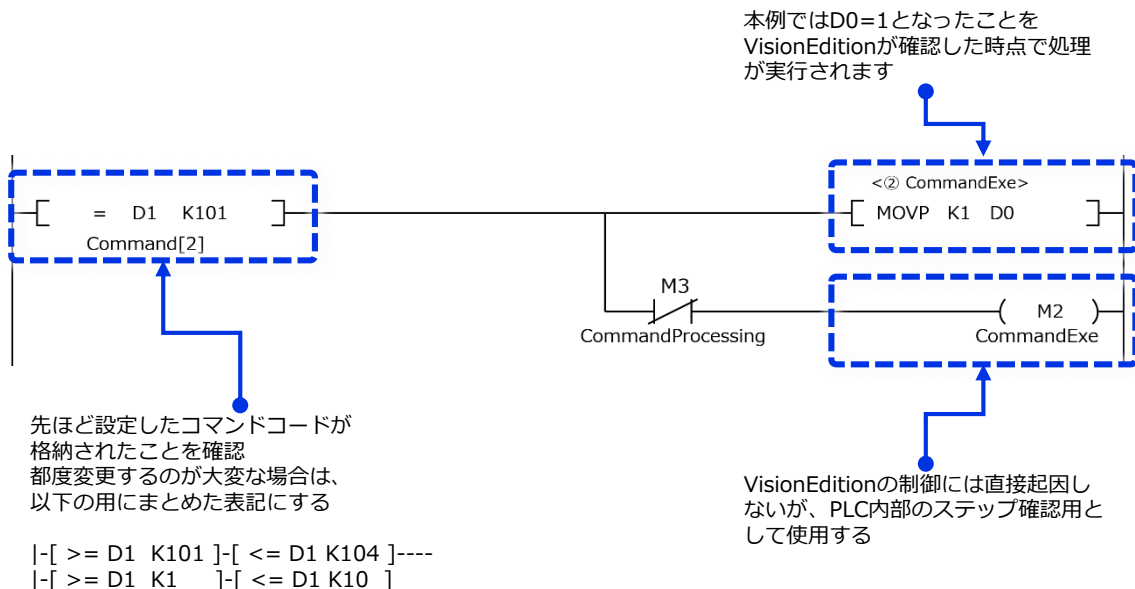 本例ではD0=1となったことを
VisionEditionが確認した時点で処理
が実行されます
<② CommandExe>
= D1 K101
MOVP K1 D0
Command[2]
M3
M2
CommandProcessing
CommandExe
先ほど設定したコマンドコードが
格納されたことを確認
都度変更するのが大変な場合は、
以下の用にまとめた表記にする
|-[ >= D1 K101 ]-[ <= D1 K104 ]----
|-[ >= D1 K1 ]-[ <= D1 K10 ]
VisionEditionの制御には直接起因し
ないが、PLC内部のステップ確認用と
して使用する